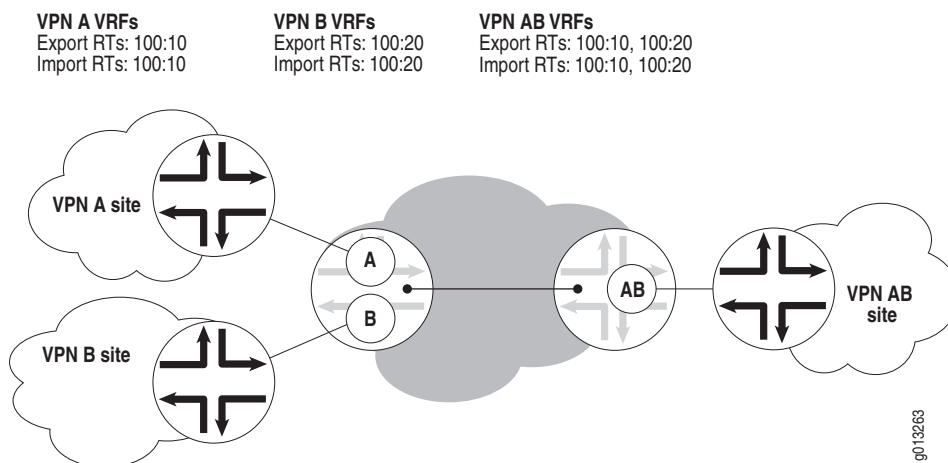 VPN A VRFs
Export RTs: 100:10
Import RTs: 100:10
VPN B VRFs
Export RTs: 100:20
Import RTs: 100:20
VPN AB VRFs
Export RTs: 100:10, 100:20
Import RTs: 100:10, 100:20
VPN A site
A
B
AB
VPN AB
site
VPN B site
g013263